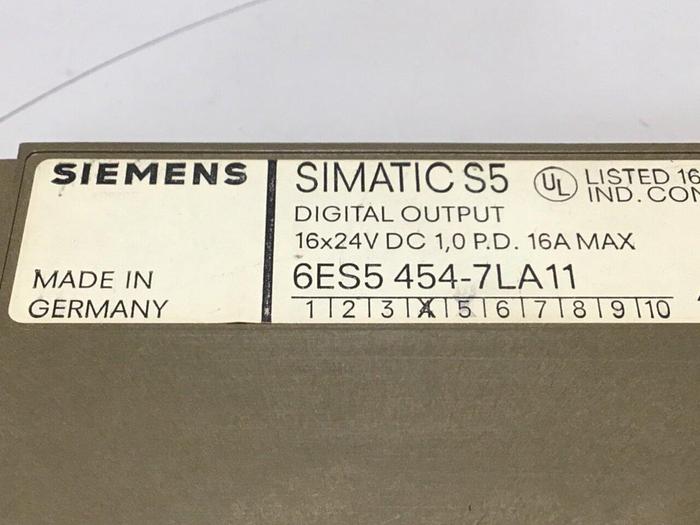 SIEMENS
SIMATIC S5
UL LISTED 16
IND. CON
DIGITAL OUTPUT
16x24V DC 1,0 P.D. 16A MAX
MADE IN
GERMANY
6ES5 454-7LA11
1 2 3 X 5 6 7 8 9 10